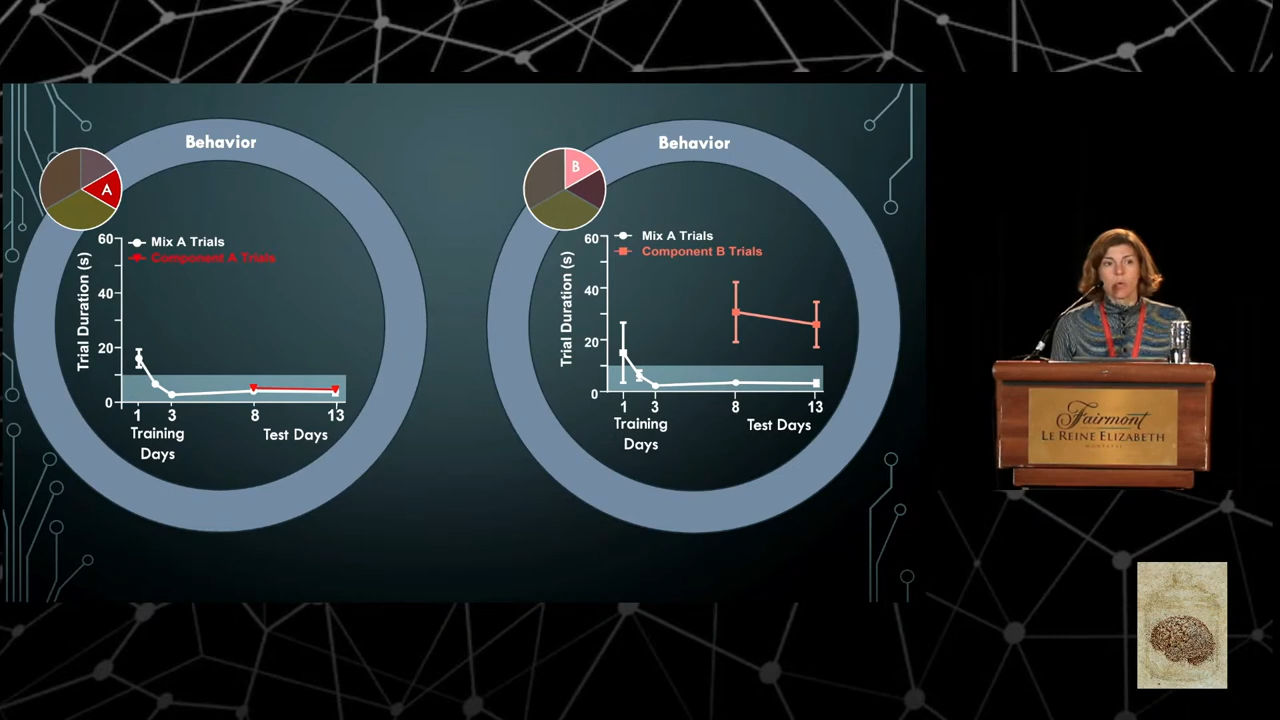 Behavior
A
Mix A Trials
Component A Trials
Trial Duration (s)
60
40
20
0
1
3
8
13
Training
Days
Test Days
Behavior
B
Mix A Trials
Component B Trials
Trial Duration (s)
60
40
20
0
1
3
8
13
Training
Days
Test Days
Fairmont
LE REINE ELIZABETH